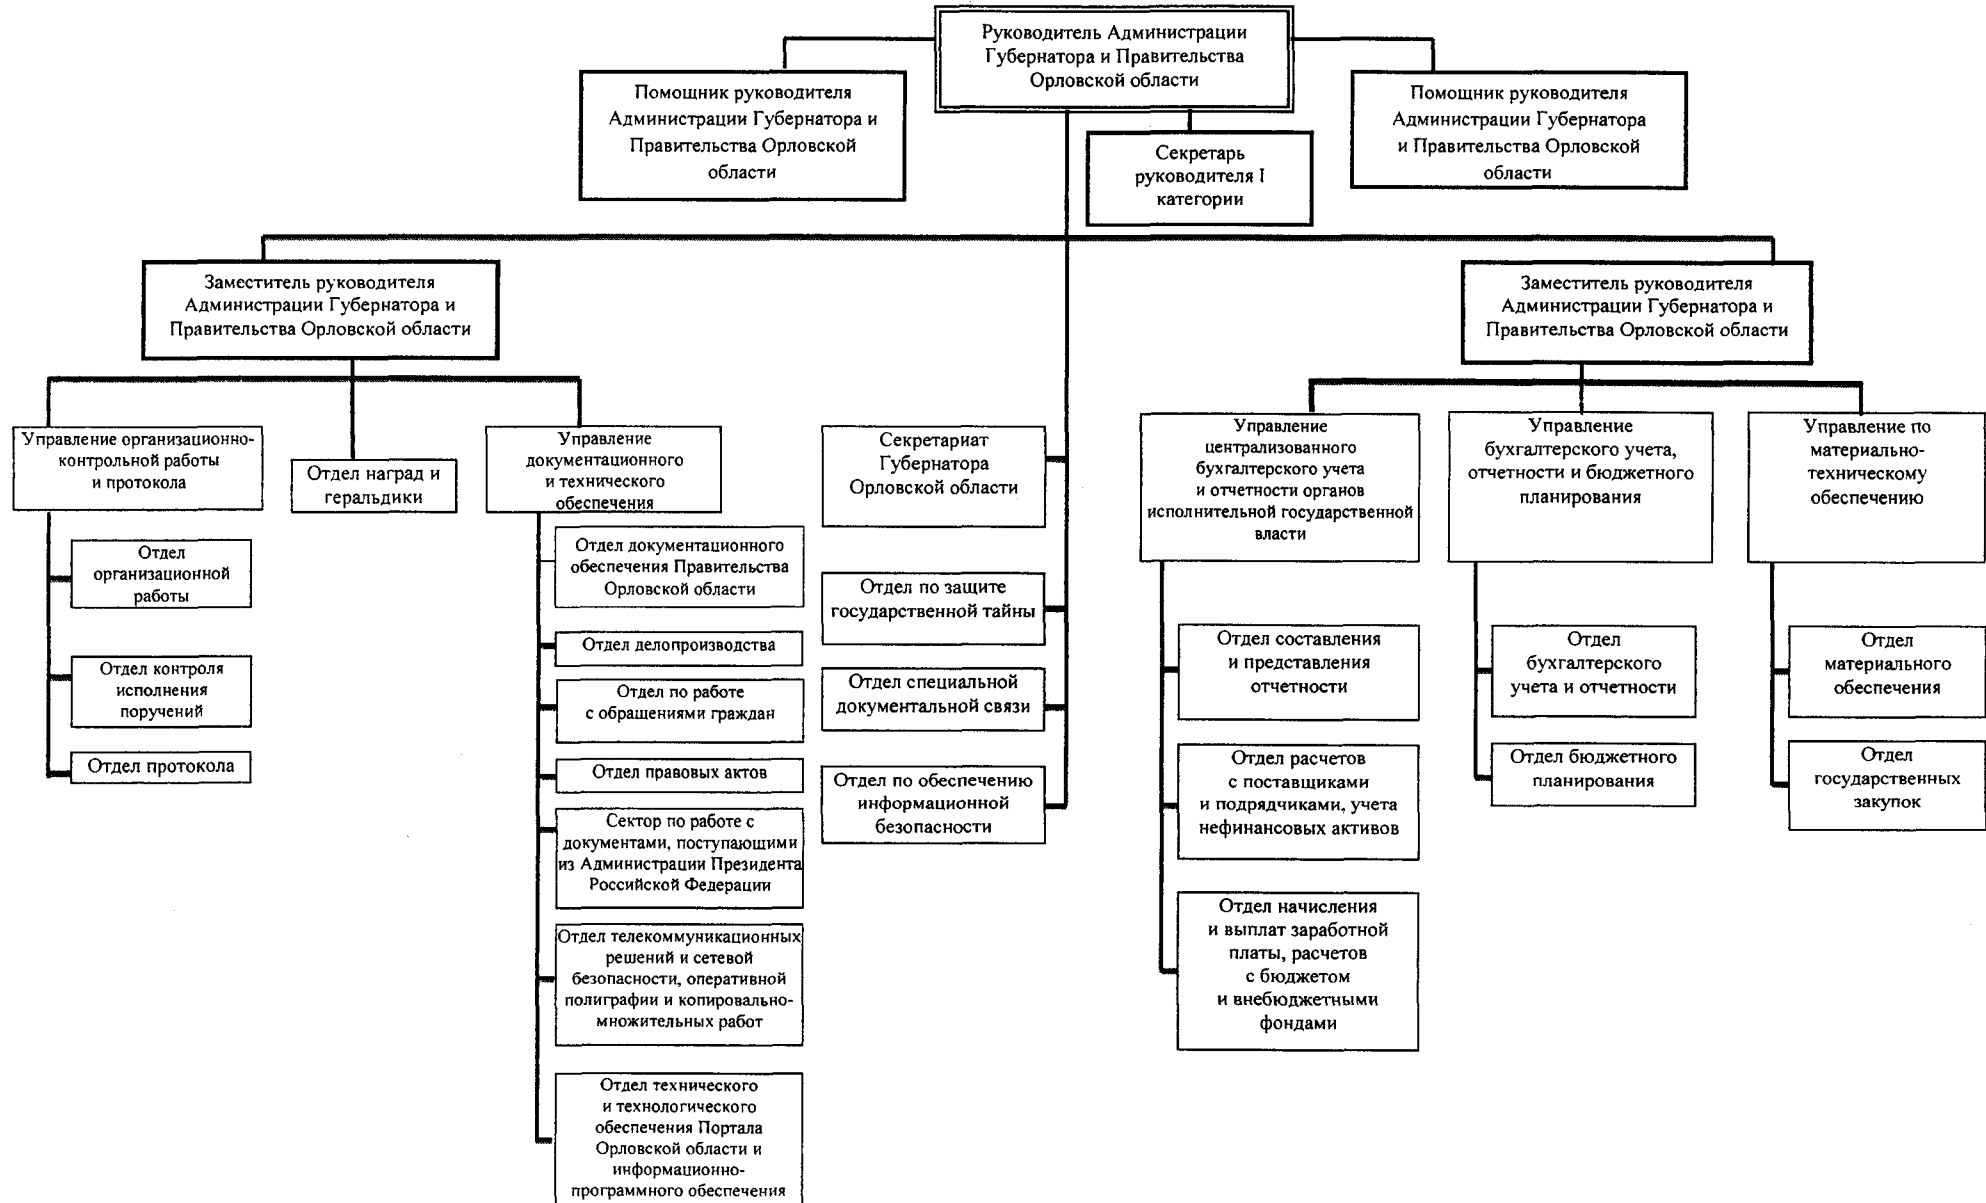 Руководитель Администрации
Губернатора и Правительства
Орловской области
Помощник руководителя
Администрации Губернатора и
Правительства Орловской
области
Секретарь
руководителя I
категории
Помощник руководителя
Администрации Губернатора
и Правительства Орловской
области
Заместитель руководителя
Администрации Губернатора и
Правительства Орловской области
Заместитель руководителя
Администрации Губернатора и
Правительства Орловской области
Управление организационно-
контрольной работы
и протокола
Отдел
организационной
работы
Отдел контроля
исполнения
поручений
Отдел протокола
Отдел наград и
геральдики
Управление
документационного
и технического
обеспечения
Отдел документационного
обеспечения Правительства
Орловской области
Отдел делопроизводства
Отдел по работе
с обращениями граждан
Отдел правовых актов
Сектор по работе с
документами, поступающими
из Администрации Президента
Российской Федерации
Отдел телекоммуникационных
решений и сетевой
безопасности, оперативной
полиграфии и копировально-
множительных работ
Отдел технического
и технологического
обеспечения Портала
Орловской области и
информационно-
программного обеспечения
Секретариат
Губернатора
Орловской области
Отдел по защите
государственной тайны
Отдел специальной
документальной связи
Отдел по обеспечению
информационной
безопасности
Управление
централизованного
бухгалтерского учета
и отчетности органов
исполнительной государственной
власти
Отдел составления
и представления
отчетности
Отдел расчетов
с поставщиками
и подрядчиками, учета
нефинансовых активов
Отдел начисления
и выплат заработной
платы, расчетов
с бюджетом
и внебюджетными
фондами
Управление
бухгалтерского учета,
отчетности и бюджетного
планирования
Отдел
бухгалтерского
учета и отчетности
Отдел бюджетного
планирования
Управление по
материально-
техническому
обеспечению
Отдел
материального
обеспечения
Отдел
государственных
закупок